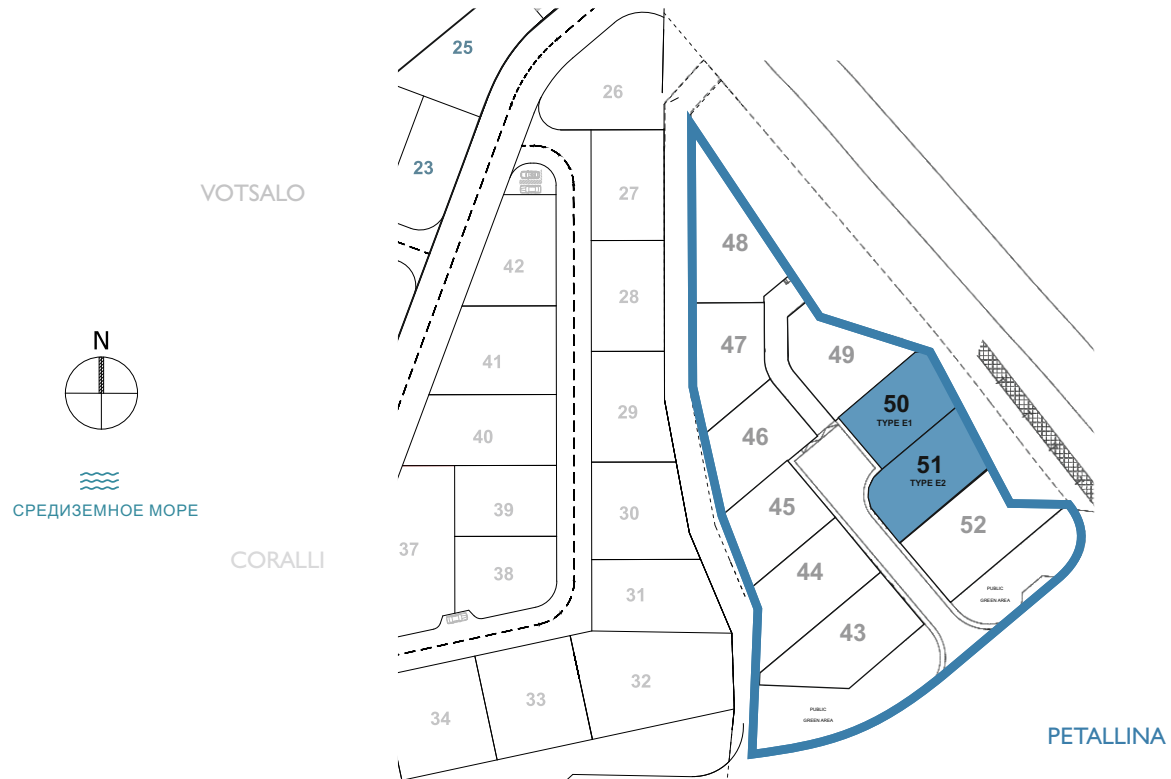 25
26
23
VOTSALO
27
48
42
28
N
47
49
41
50
TYPE E1
29
46
40
51
TYPE E2
СРЕДИЗЕМНОЕ МОРЕ
39
45
30
52
37
CORALLI
38
44
31
PUBLIC
GREEN AREA
43
32
33
34
PUBLIC
GREEN AREA
PETALLINA